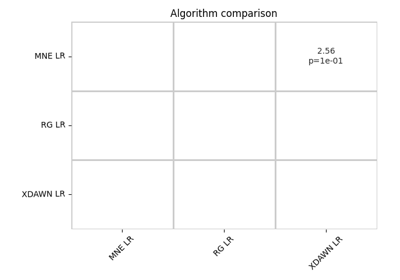 Algorithm comparison
MNE LR
2.56
p=1e-01
RG LR
XDAWN LR
MNE LR
RG LR
XDAWN LR